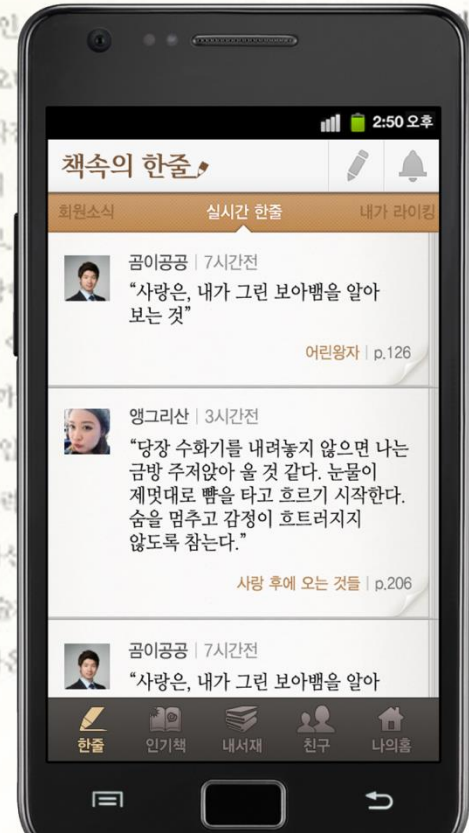 2:50 오후
책속의 한줄
회원소식 실시간 한줄 내가 라이킹
곰이공공 | 7시간전
“사랑은, 내가 그린 보아뱀을 알아
보는 것”
어린왕자 | p.126
앵그리산 | 3시간전
“당장 수화기를 내려놓지 않으면 나는
금방 주저앉아 울 것 같다. 눈물이
제멋대로 뺨을 타고 흐르기 시작한다.
숨을 멈추고 감정이 흐트러지지
않도록 참는다.”
사랑 후에 오는 것들 | p.206
곰이공공 | 7시간전
“사랑은, 내가 그린 보아뱀을 알아
한줄 인기책 내서재 친구 나의홈